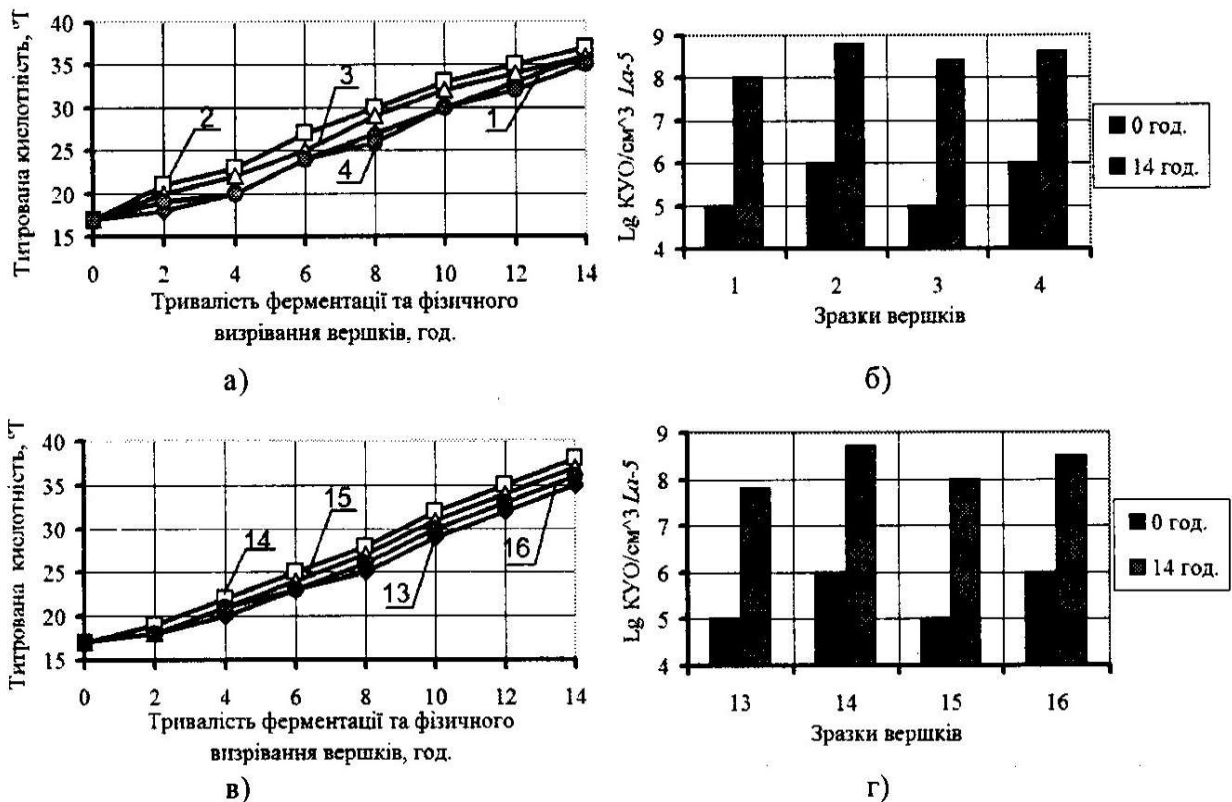 Титрована кислотність, °Т
40
35
30
25
20
15
2
3
1
4
0 2 4 6 8 10 12 14
Тривалість ферментації та фізичного
визрівання вершків, год.
а)
Lg КУО/см^3 La-5
9
8
7
6
5
4
1 2 3 4
Зразки вершків
0 год.
14 год.
б)
Титрована кислотність, °Т
40
35
30
25
20
15
14
15
13
16
0 2 4 6 8 10 12 14
Тривалість ферментації та фізичного
визрівання вершків, год.
в)
Lg КУО/см^3 La-5
9
8
7
6
5
4
13 14 15 16
Зразки вершків
0 год.
14 год.
г)